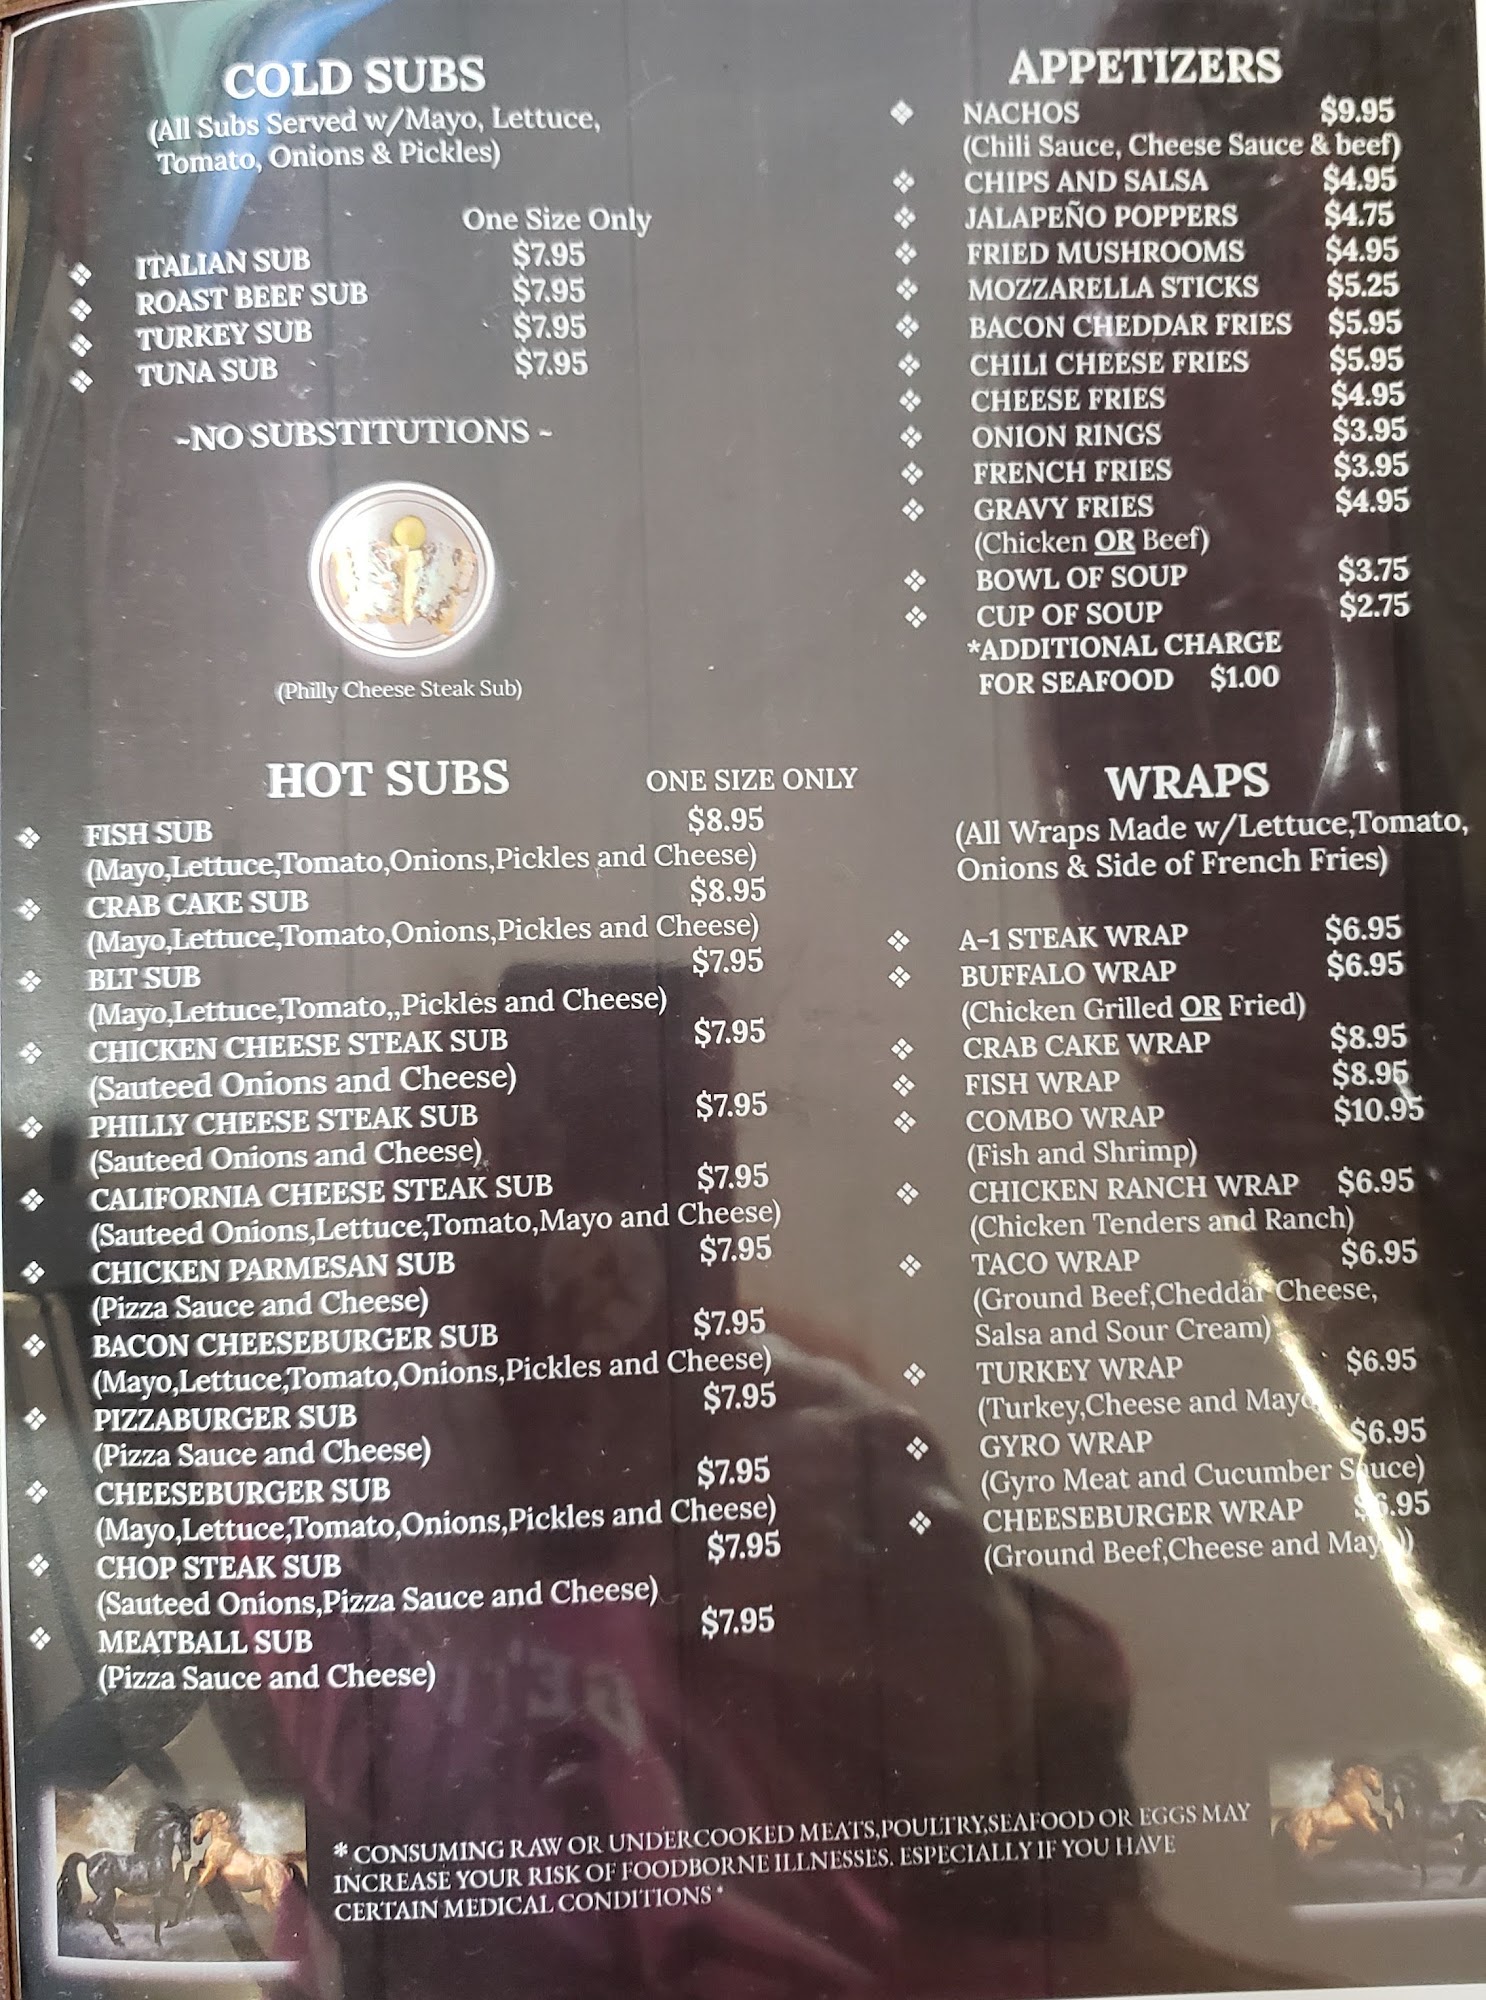 COLD SUBS
(All Subs Served w/Mayo, Lettuce,
Tomato, Onions & Pickles)
One Size Only
❖ ITALIAN SUB $7.95
❖ ROAST BEEF SUB $7.95
❖ TURKEY SUB $7.95
❖ TUNA SUB $7.95
~NO SUBSTITUTIONS ~
(Philly Cheese Steak Sub)
HOT SUBS ONE SIZE ONLY
❖ FISH SUB $8.95
(Mayo,Lettuce,Tomato,Onions,Pickles and Cheese)
❖ CRAB CAKE SUB $8.95
(Mayo,Lettuce,Tomato,Onions,Pickles and Cheese)
❖ BLT SUB $7.95
(Mayo,Lettuce,Tomato,,Pickles and Cheese)
❖ CHICKEN CHEESE STEAK SUB $7.95
(Sauteed Onions and Cheese)
❖ PHILLY CHEESE STEAK SUB $7.95
(Sauteed Onions and Cheese)
❖ CALIFORNIA CHEESE STEAK SUB $7.95
(Sauteed Onions,Lettuce,Tomato,Mayo and Cheese)
❖ CHICKEN PARMESAN SUB $7.95
(Pizza Sauce and Cheese)
❖ BACON CHEESEBURGER SUB $7.95
(Mayo,Lettuce,Tomato,Onions,Pickles and Cheese)
❖ PIZZABURGER SUB $7.95
(Pizza Sauce and Cheese)
❖ CHEESEBURGER SUB $7.95
(Mayo,Lettuce,Tomato,Onions,Pickles and Cheese)
❖ CHOP STEAK SUB $7.95
(Sauteed Onions,Pizza Sauce and Cheese)
❖ MEATBALL SUB $7.95
(Pizza Sauce and Cheese)
APPETIZERS
❖ NACHOS $9.95
(Chili Sauce, Cheese Sauce & beef)
❖ CHIPS AND SALSA $4.95
❖ JALAPEÑO POPPERS $4.75
❖ FRIED MUSHROOMS $4.95
❖ MOZZARELLA STICKS $5.25
❖ BACON CHEDDAR FRIES $5.95
❖ CHILI CHEESE FRIES $5.95
❖ CHEESE FRIES $4.95
❖ ONION RINGS $3.95
❖ FRENCH FRIES $3.95
❖ GRAVY FRIES $4.95
(Chicken OR Beef)
❖ BOWL OF SOUP $3.75
❖ CUP OF SOUP $2.75
*ADDITIONAL CHARGE
FOR SEAFOOD $1.00
WRAPS
(All Wraps Made w/Lettuce,Tomato,
Onions & Side of French Fries)
❖ A-1 STEAK WRAP $6.95
❖ BUFFALO WRAP $6.95
(Chicken Grilled OR Fried)
❖ CRAB CAKE WRAP $8.95
❖ FISH WRAP $8.95
❖ COMBO WRAP $10.95
(Fish and Shrimp)
❖ CHICKEN RANCH WRAP $6.95
(Chicken Tenders and Ranch)
❖ TACO WRAP $6.95
(Ground Beef,Cheddar Cheese,
Salsa and Sour Cream)
❖ TURKEY WRAP $6.95
(Turkey,Cheese and Mayo
❖ GYRO WRAP $6.95
(Gyro Meat and Cucumber Sauce)
❖ CHEESEBURGER WRAP $6.95
(Ground Beef,Cheese and Mayo))
* CONSUMING RAW OR UNDERCOOKED MEATS,POULTRY,SEAFOOD OR EGGS MAY
INCREASE YOUR RISK OF FOODBORNE ILLNESSES. ESPECIALLY IF YOU HAVE
CERTAIN MEDICAL CONDITIONS *